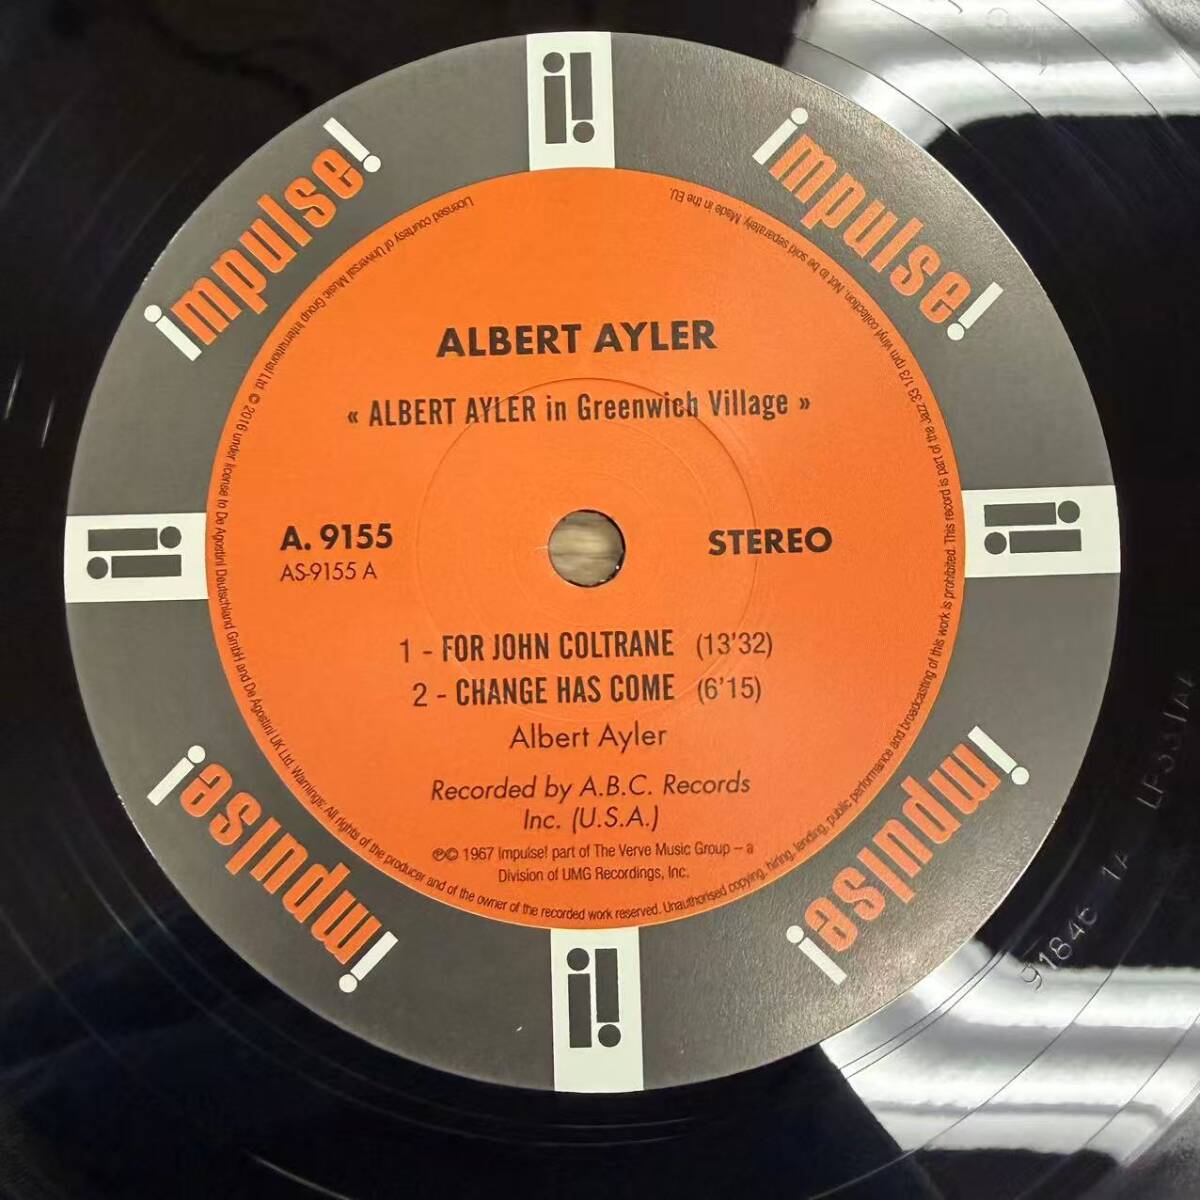 impulse!
impulse!
ALBERT AYLER
« ALBERT AYLER in Greenwich Village »
A. 9155
AS-9155 A
STEREO
1 - FOR JOHN COLTRANE (13'32)
2 - CHANGE HAS COME (6'15)
Albert Ayler
Recorded by A.B.C. Records
Inc. (U.S.A.)
℗© 1967 Impulse! part of The Verve Music Group – a
Division of UMG Recordings, Inc.
Licensed courtesy of Universal Music Group International Ltd. © 2016 under license to De Agostini Deutschland GmbH and De Agostini UK Ltd. Warnings: All rights of the producer and of the owner of the recorded work reserved. Unauthorised copying, hiring, lending, public performance and broadcasting of this work is prohibited. This record is part of the Jazz 33 1/3 rpm vinyl collection. Not to be sold separately. Made in the EU.
impulse!
impulse!
91846 1A